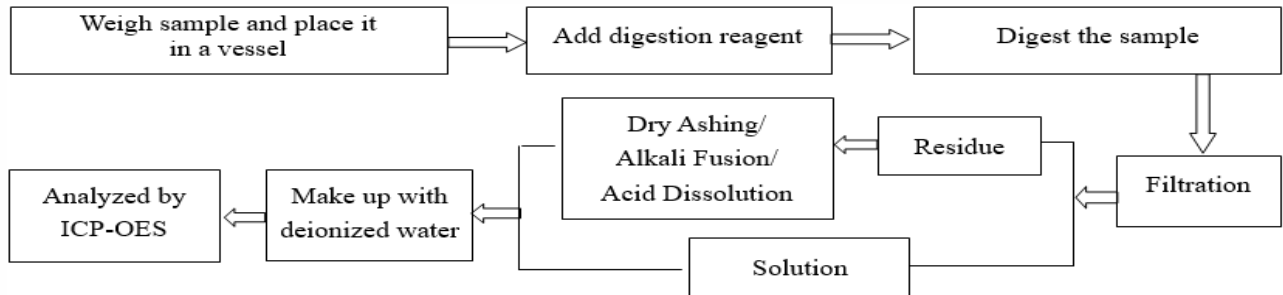 Weigh sample and place it
in a vessel
Add digestion reagent
Digest the sample
Filtration
Residue
Dry Ashing/
Alkali Fusion/
Acid Dissolution
Solution
Make up with
deionized water
Analyzed by
ICP-OES